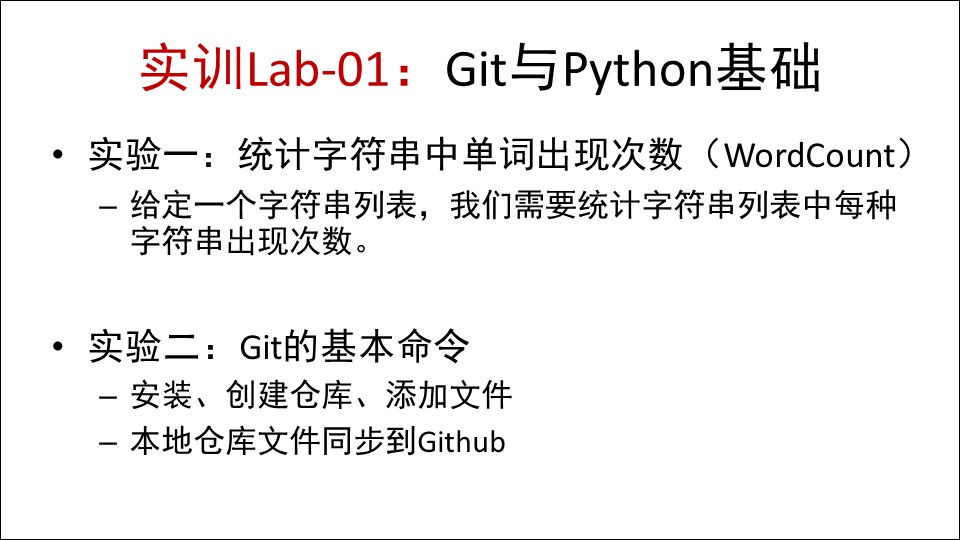 实训Lab-01：Git与Python基础
• 实验一：统计字符串中单词出现次数（WordCount）
– 给定一个字符串列表，我们需要统计字符串列表中每种
字符串出现次数。
• 实验二：Git的基本命令
– 安装、创建仓库、添加文件
– 本地仓库文件同步到Github